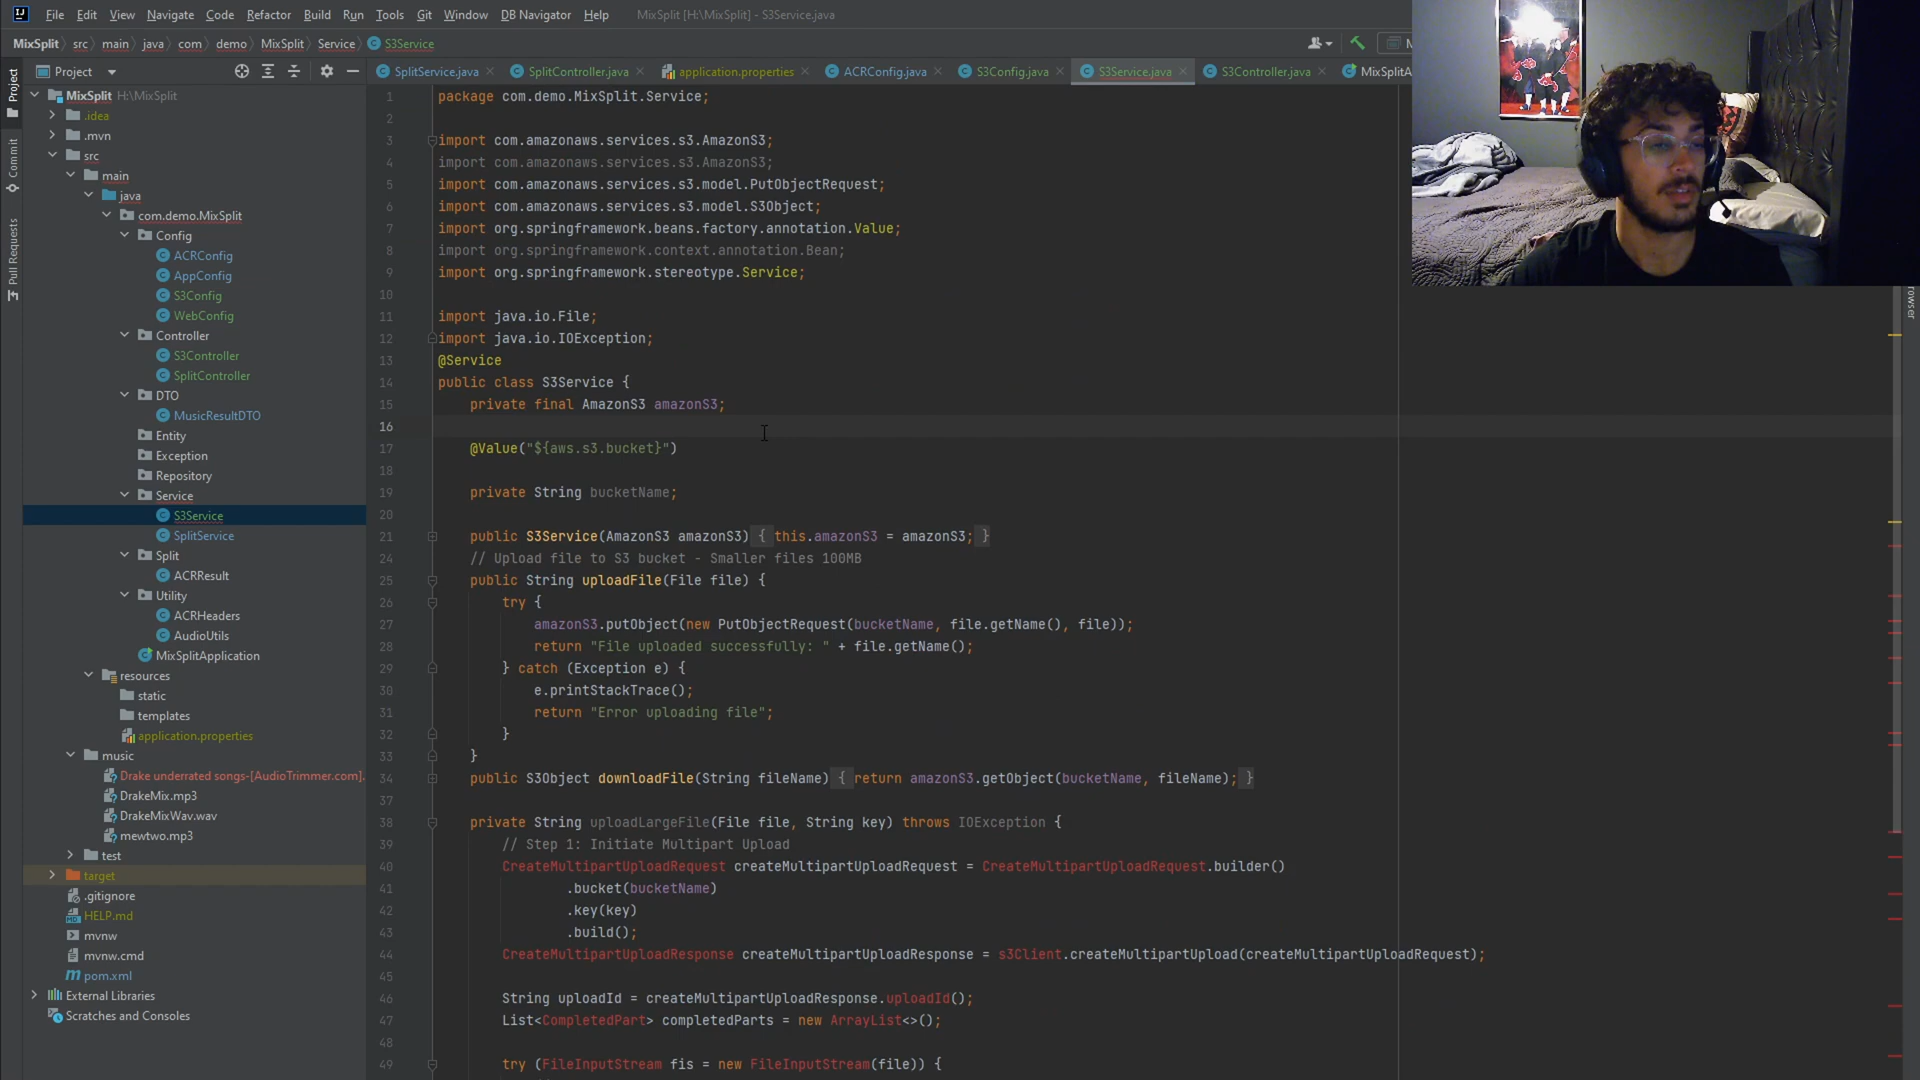 File Edit View Navigate Code Refactor Build Run Tools Git Window DB Navigator Help MixSplit [H:\MixSplit] - S3Service.java
MixSplit src main java com demo MixSplit Service S3Service
Project
SplitService.java SplitController.java application.properties ACRConfig.java S3Config.java S3Service.java S3Controller.java MixSplitA
Project
Commit
Pull Requests
MixSplit H:\MixSplit
.idea
.mvn
src
main
java
com.demo.MixSplit
Config
ACRConfig
AppConfig
S3Config
WebConfig
Controller
S3Controller
SplitController
DTO
MusicResultDTO
Entity
Exception
Repository
Service
S3Service
SplitService
Split
ACRResult
Utility
ACRHeaders
AudioUtils
MixSplitApplication
resources
static
templates
application.properties
music
Drake underrated songs-[AudioTrimmer.com].
DrakeMix.mp3
DrakeMixWav.wav
mewtwo.mp3
test
target
.gitignore
HELP.md
mvnw
mvnw.cmd
pom.xml
External Libraries
Scratches and Consoles
1 package com.demo.MixSplit.Service;
2
3 import com.amazonaws.services.s3.AmazonS3;
4 import com.amazonaws.services.s3.AmazonS3;
5 import com.amazonaws.services.s3.model.PutObjectRequest;
6 import com.amazonaws.services.s3.model.S3Object;
7 import org.springframework.beans.factory.annotation.Value;
8 import org.springframework.context.annotation.Bean;
9 import org.springframework.stereotype.Service;
10
11 import java.io.File;
12 import java.io.IOException;
13 @Service
14 public class S3Service {
15 private final AmazonS3 amazonS3;
16
17 @Value("${aws.s3.bucket}")
18
19 private String bucketName;
20
21 public S3Service(AmazonS3 amazonS3) { this.amazonS3 = amazonS3; }
24 // Upload file to S3 bucket - Smaller files 100MB
25 public String uploadFile(File file) {
26 try {
27 amazonS3.putObject(new PutObjectRequest(bucketName, file.getName(), file));
28 return "File uploaded successfully: " + file.getName();
29 } catch (Exception e) {
30 e.printStackTrace();
31 return "Error uploading file";
32 }
33 }
34 public S3Object downloadFile(String fileName) { return amazonS3.getObject(bucketName, fileName); }
37
38 private String uploadLargeFile(File file, String key) throws IOException {
39 // Step 1: Initiate Multipart Upload
40 CreateMultipartUploadRequest createMultipartUploadRequest = CreateMultipartUploadRequest.builder()
41 .bucket(bucketName)
42 .key(key)
43 .build();
44 CreateMultipartUploadResponse createMultipartUploadResponse = s3Client.createMultipartUpload(createMultipartUploadRequest);
45
46 String uploadId = createMultipartUploadResponse.uploadId();
47 List<CompletedPart> completedParts = new ArrayList<>();
48
49 try (FileInputStream fis = new FileInputStream(file)) {